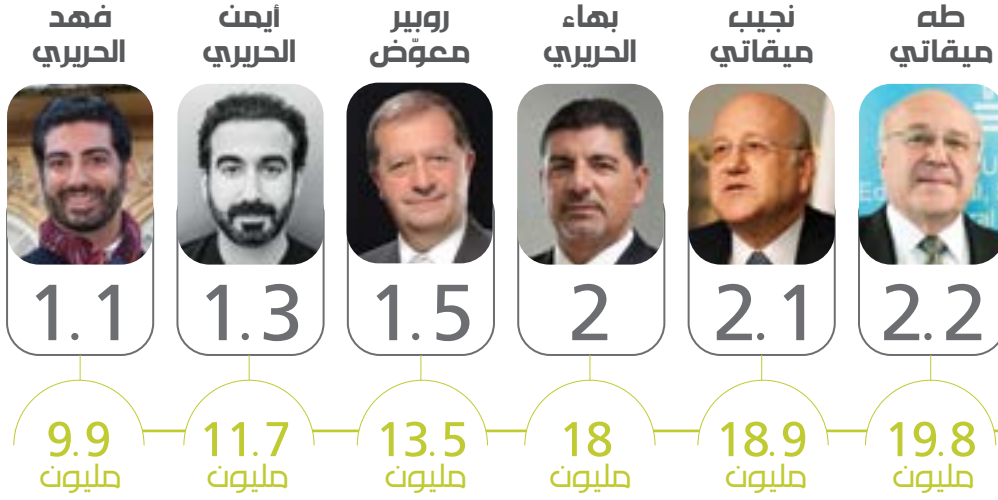 طه
ميقاتي
2.2
19.8
مليون
نجيب
ميقاتي
2.1
18.9
مليون
بهاء
الحريري
2
18
مليون
روبير
معوّض
1.5
13.5
مليون
أيمن
الحريري
1.3
11.7
مليون
فهد
الحريري
1.1
9.9
مليون